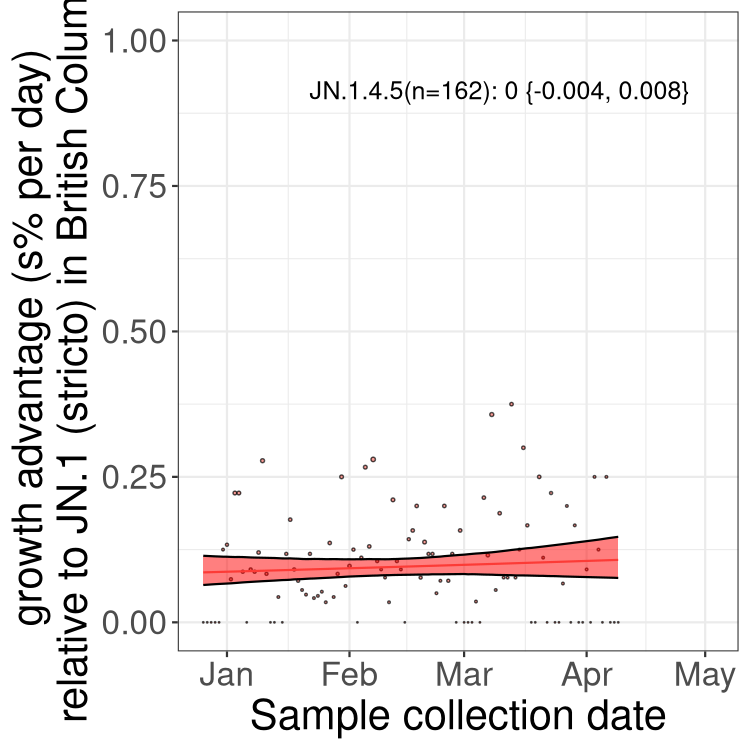 growth advantage (s% per day)
relative to JN.1 (stricto) in British Colum
1.00
0.75
0.50
0.25
0.00
JN.1.4.5(n=162): 0 {-0.004, 0.008}
Jan Feb Mar Apr May
Sample collection date